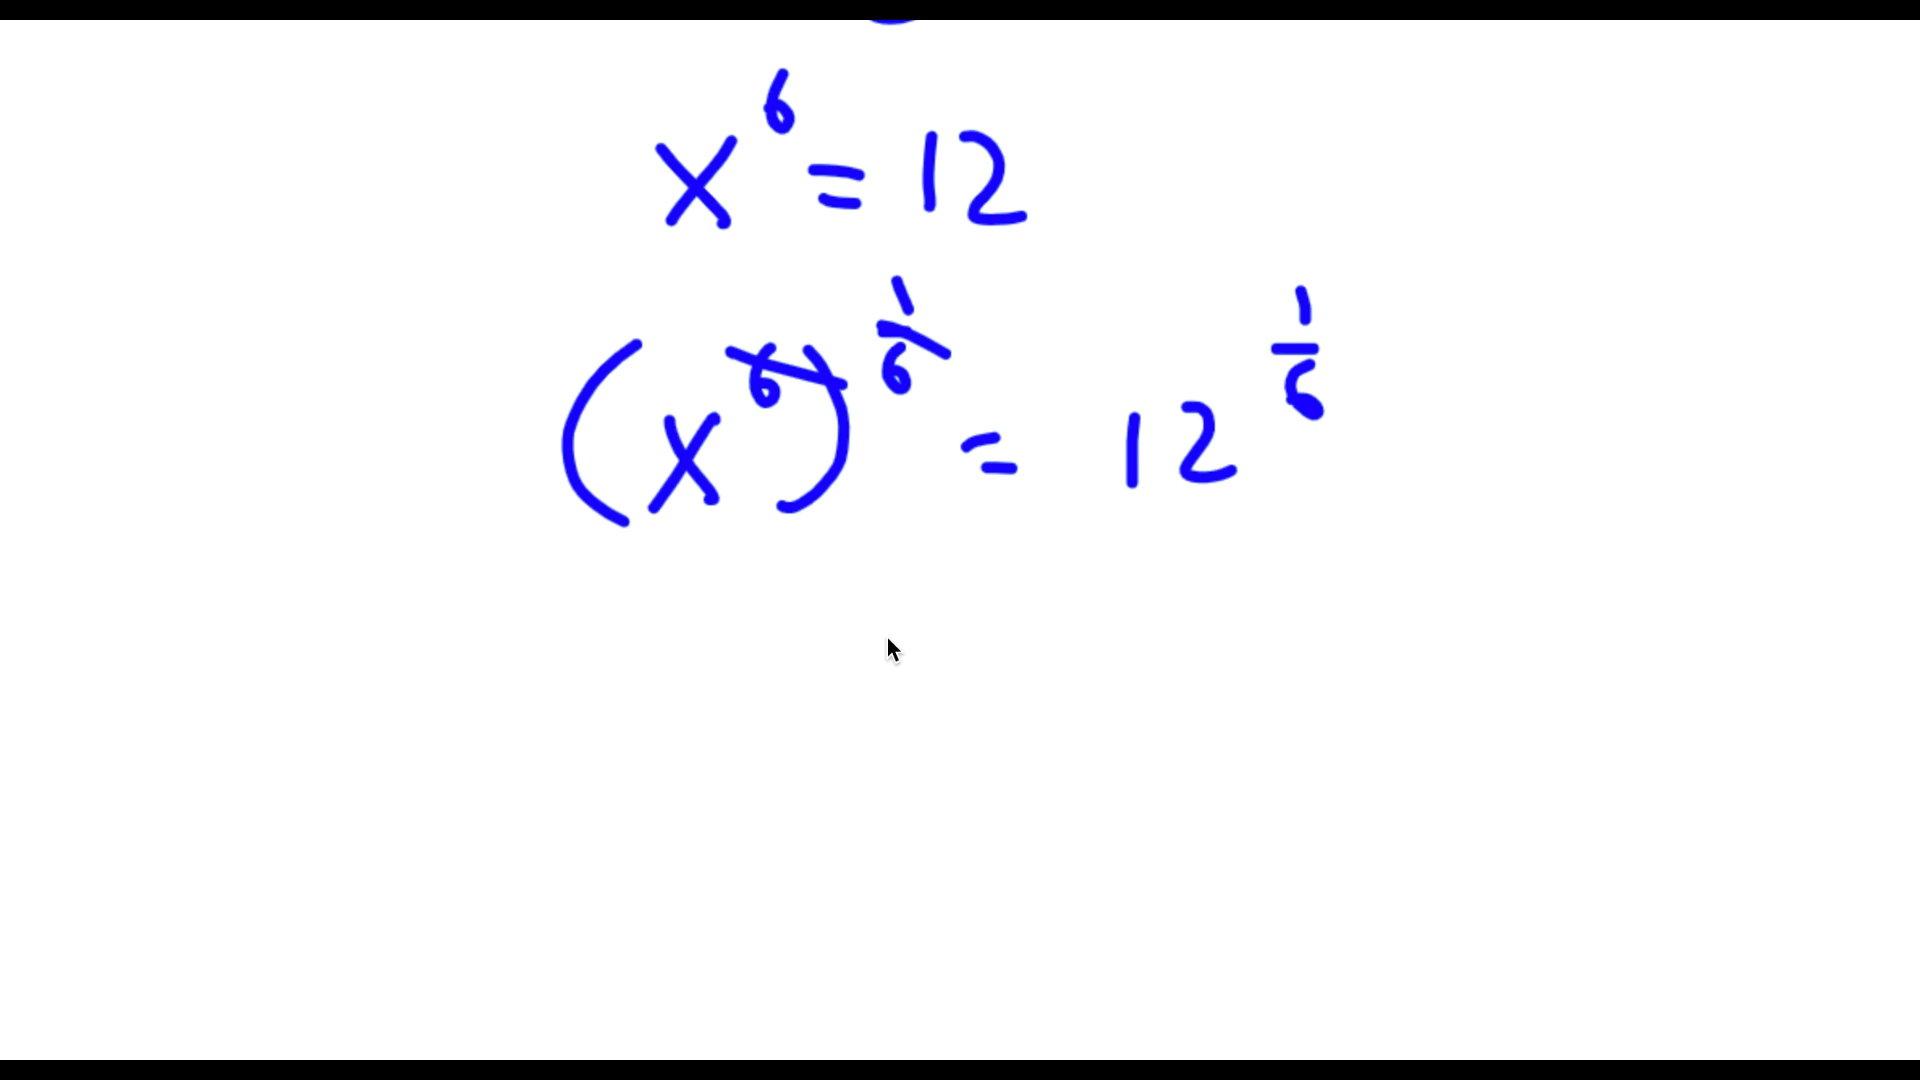 x^6 = 12
(x^6)^(1/6) = 12^(1/6)